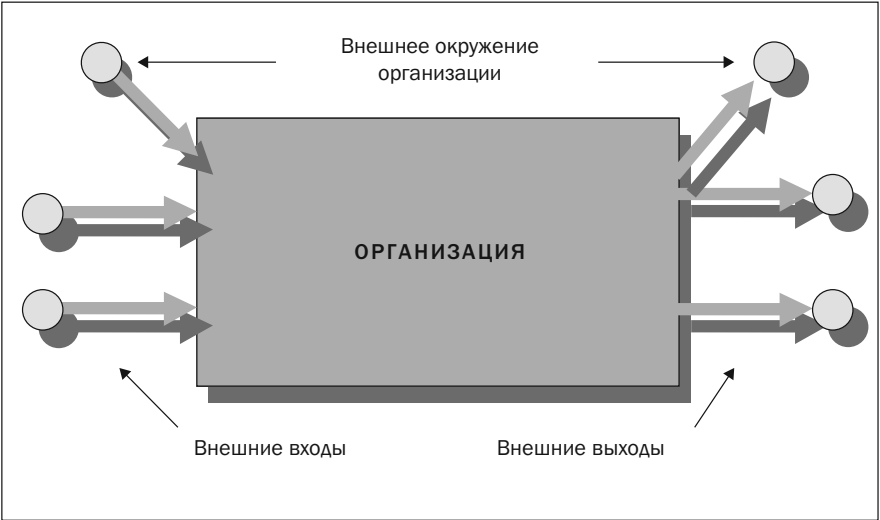 Внешнее окружение
организации
ОРГАНИЗАЦИЯ
Внешние входы
Внешние выходы